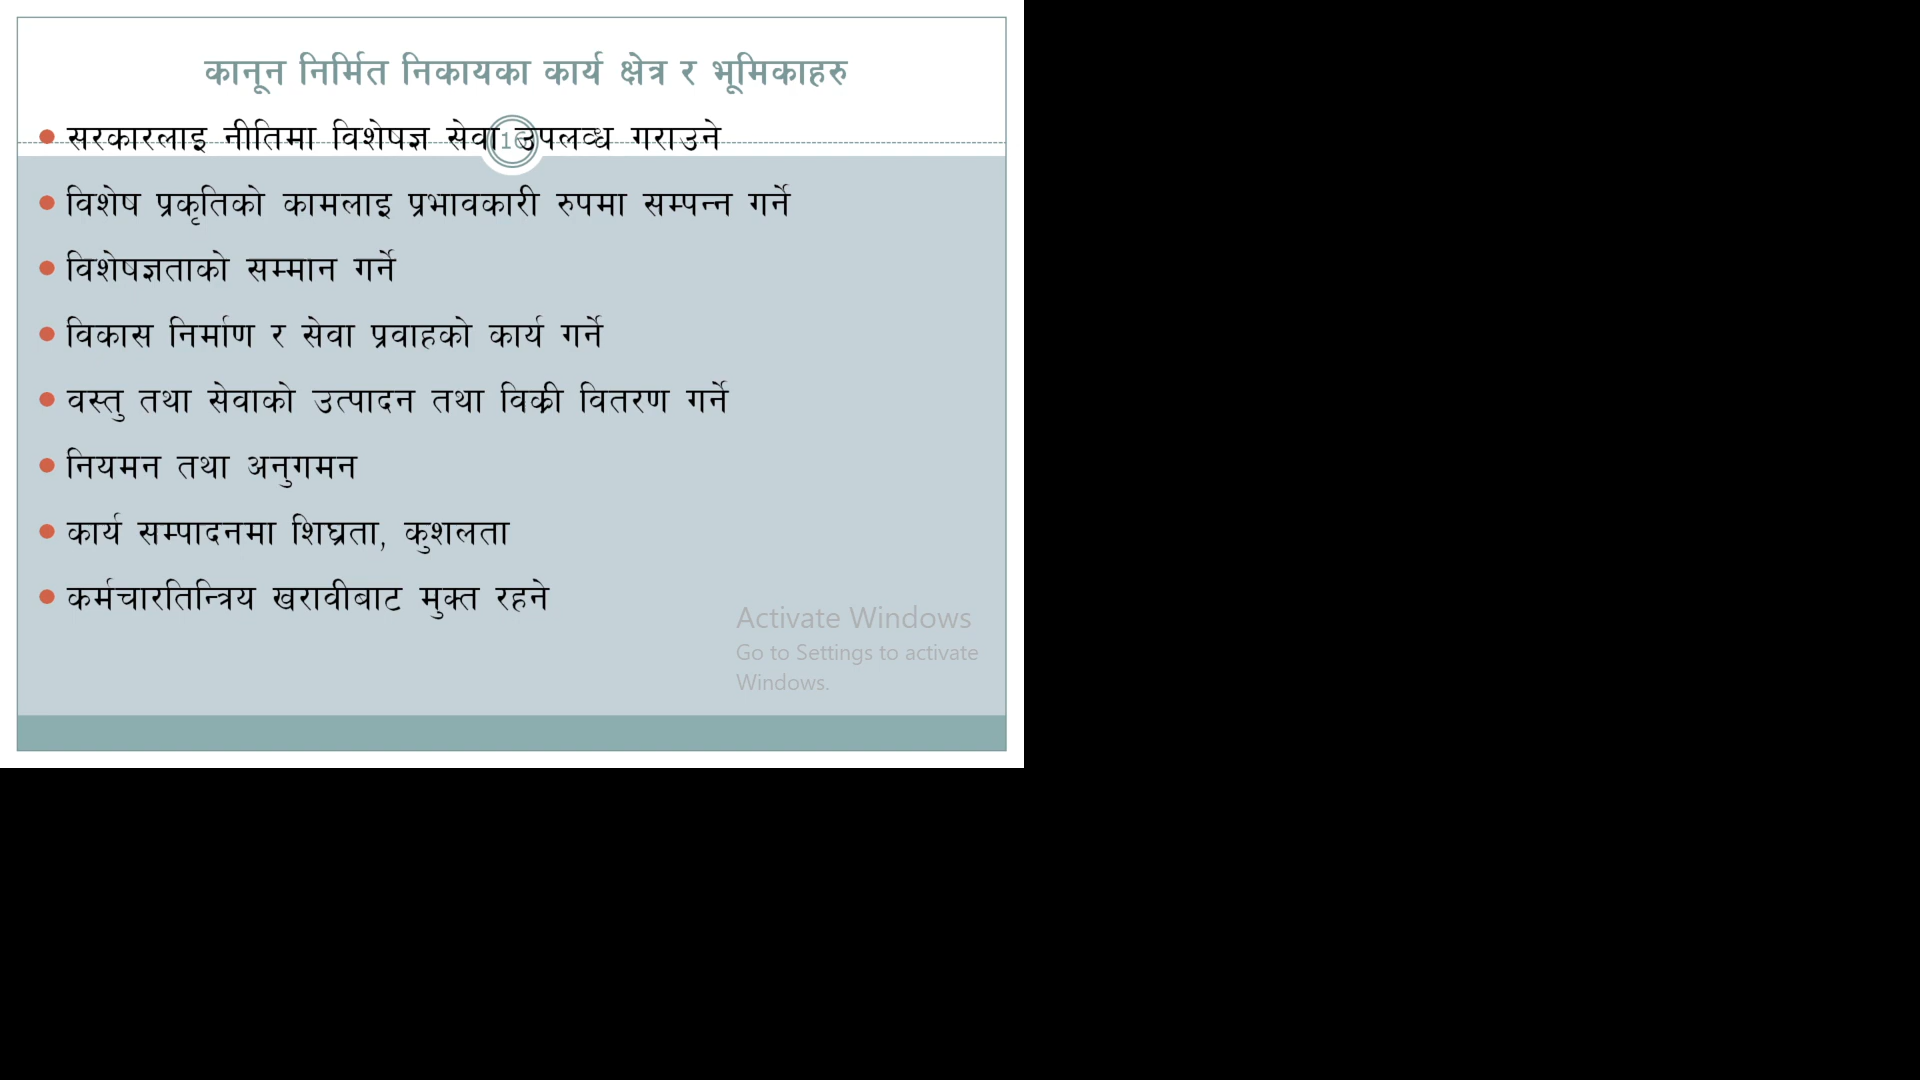 कानून निर्मित निकायका कार्य क्षेत्र र भूमिकाहरु
• सरकारलाइ नीतिमा विशेषज्ञ सेवा उपलव्ध गराउने
16
• विशेष प्रकृतिको कामलाइ प्रभावकारी रुपमा सम्पन्न गर्ने
• विशेषज्ञताको सम्मान गर्ने
• विकास निर्माण र सेवा प्रवाहको कार्य गर्ने
• वस्तु तथा सेवाको उत्पादन तथा विक्री वितरण गर्ने
• नियमन तथा अनुगमन
• कार्य सम्पादनमा शिघ्रता, कुशलता
• कर्मचारतिन्त्रिय खरावीबाट मुक्त रहने
Activate Windows
Go to Settings to activate
Windows.